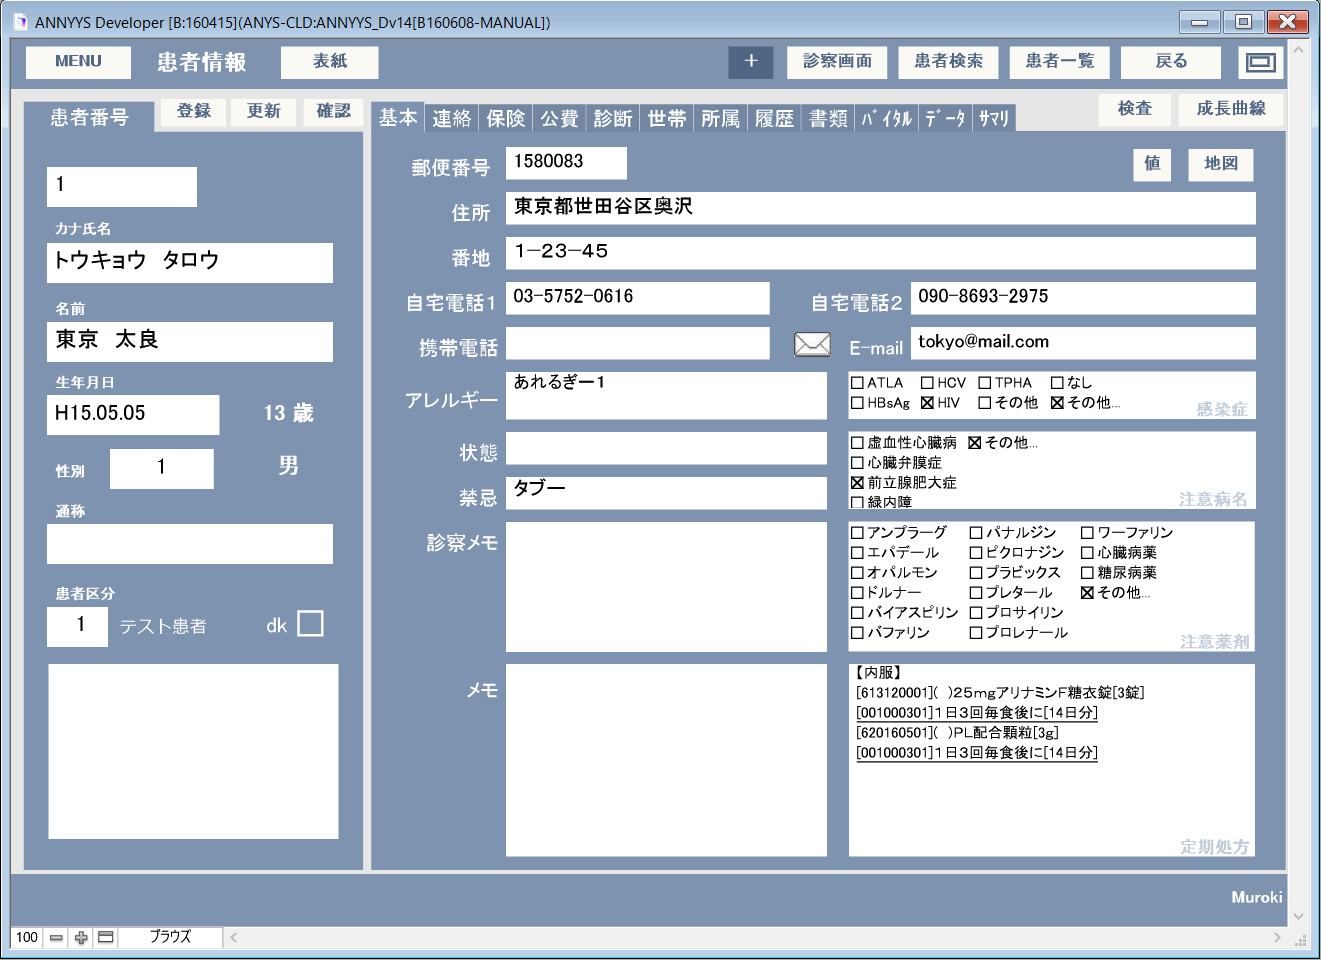 ANNYYS Developer [B:160415](ANYS-CLD:ANNYYS_Dv14[B160608-MANUAL])
MENU 患者情報 表紙 + 診察画面 患者検索 患者一覧 戻る
患者番号 登録 更新 確認
1
カナ氏名
トウキョウ タロウ
名前
東京 太良
生年月日
H15.05.05 13 歳
性別 1 男
通称
患者区分
1 テスト患者 dk
基本 連絡 保険 公費 診断 世帯 所属 履歴 書類 バイタル データ サマリ 検査 成長曲線
郵便番号 1580083 値 地図
住所 東京都世田谷区奥沢
番地 1−23−45
自宅電話1 03-5752-0616 自宅電話2 090-8693-2975
携帯電話 E-mail tokyo@mail.com
アレルギー あれるぎー1
☐ATLA ☐HCV ☐TPHA ☐なし
☐HBsAg ☒HIV ☐その他 ☒その他...
感染症
状態
禁忌 タブー
☐虚血性心臓病 ☒その他...
☐心臓弁膜症
☒前立腺肥大症
☐緑内障
注意病名
診察メモ
☐アンプラーグ ☐パナルジン ☐ワーファリン
☐エパデール ☐ピクロナジン ☐心臓病薬
☐オパルモン ☐プラビックス ☐糖尿病薬
☐ドルナー ☐プレタール ☒その他...
☐バイアスピリン ☐プロサイリン
☐バファリン ☐プロレナール
注意薬剤
メモ
【内服】
[613120001]( )25mgアリナミンF糖衣錠[3錠]
[001000301]1日3回毎食後に[14日分]
[620160501]( )PL配合顆粒[3g]
[001000301]1日3回毎食後に[14日分]
定期処方
Muroki
100 ブラウズ